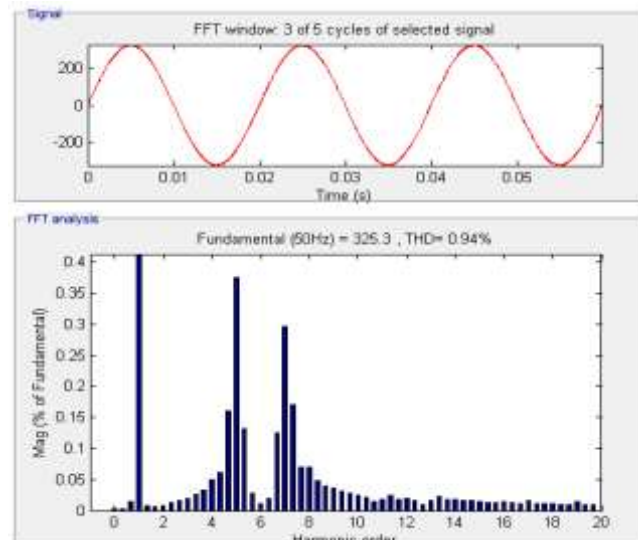 Signal
FFT window: 3 of 5 cycles of selected signal
200
0
-200
0 0.01 0.02 0.03 0.04 0.05
Time (s)
FFT analysis
Fundamental (50Hz) = 325.3 , THD= 0.94%
0.4
0.35
0.3
0.25
0.2
0.15
0.1
0.05
0
Mag (% of Fundamental)
0 2 4 6 8 10 12 14 16 18 20
Harmonic order